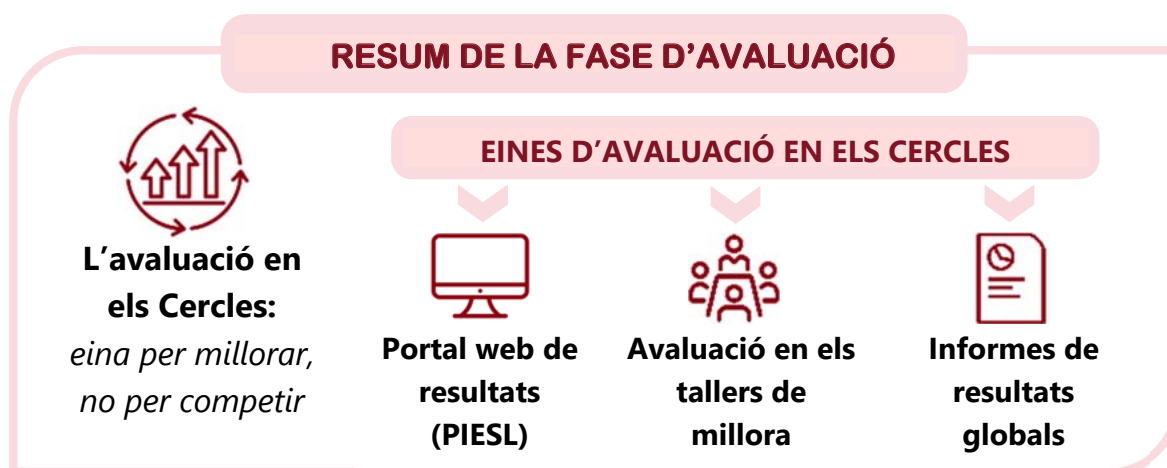 RESUM DE LA FASE D’AVALUACIÓ
L’avaluació en
els Cercles:
eina per millorar,
no per competir
EINES D’AVALUACIÓ EN ELS CERCLES
Portal web de
resultats
(PIESL)
Avaluació en els
tallers de
millora
Informes de
resultats
globals